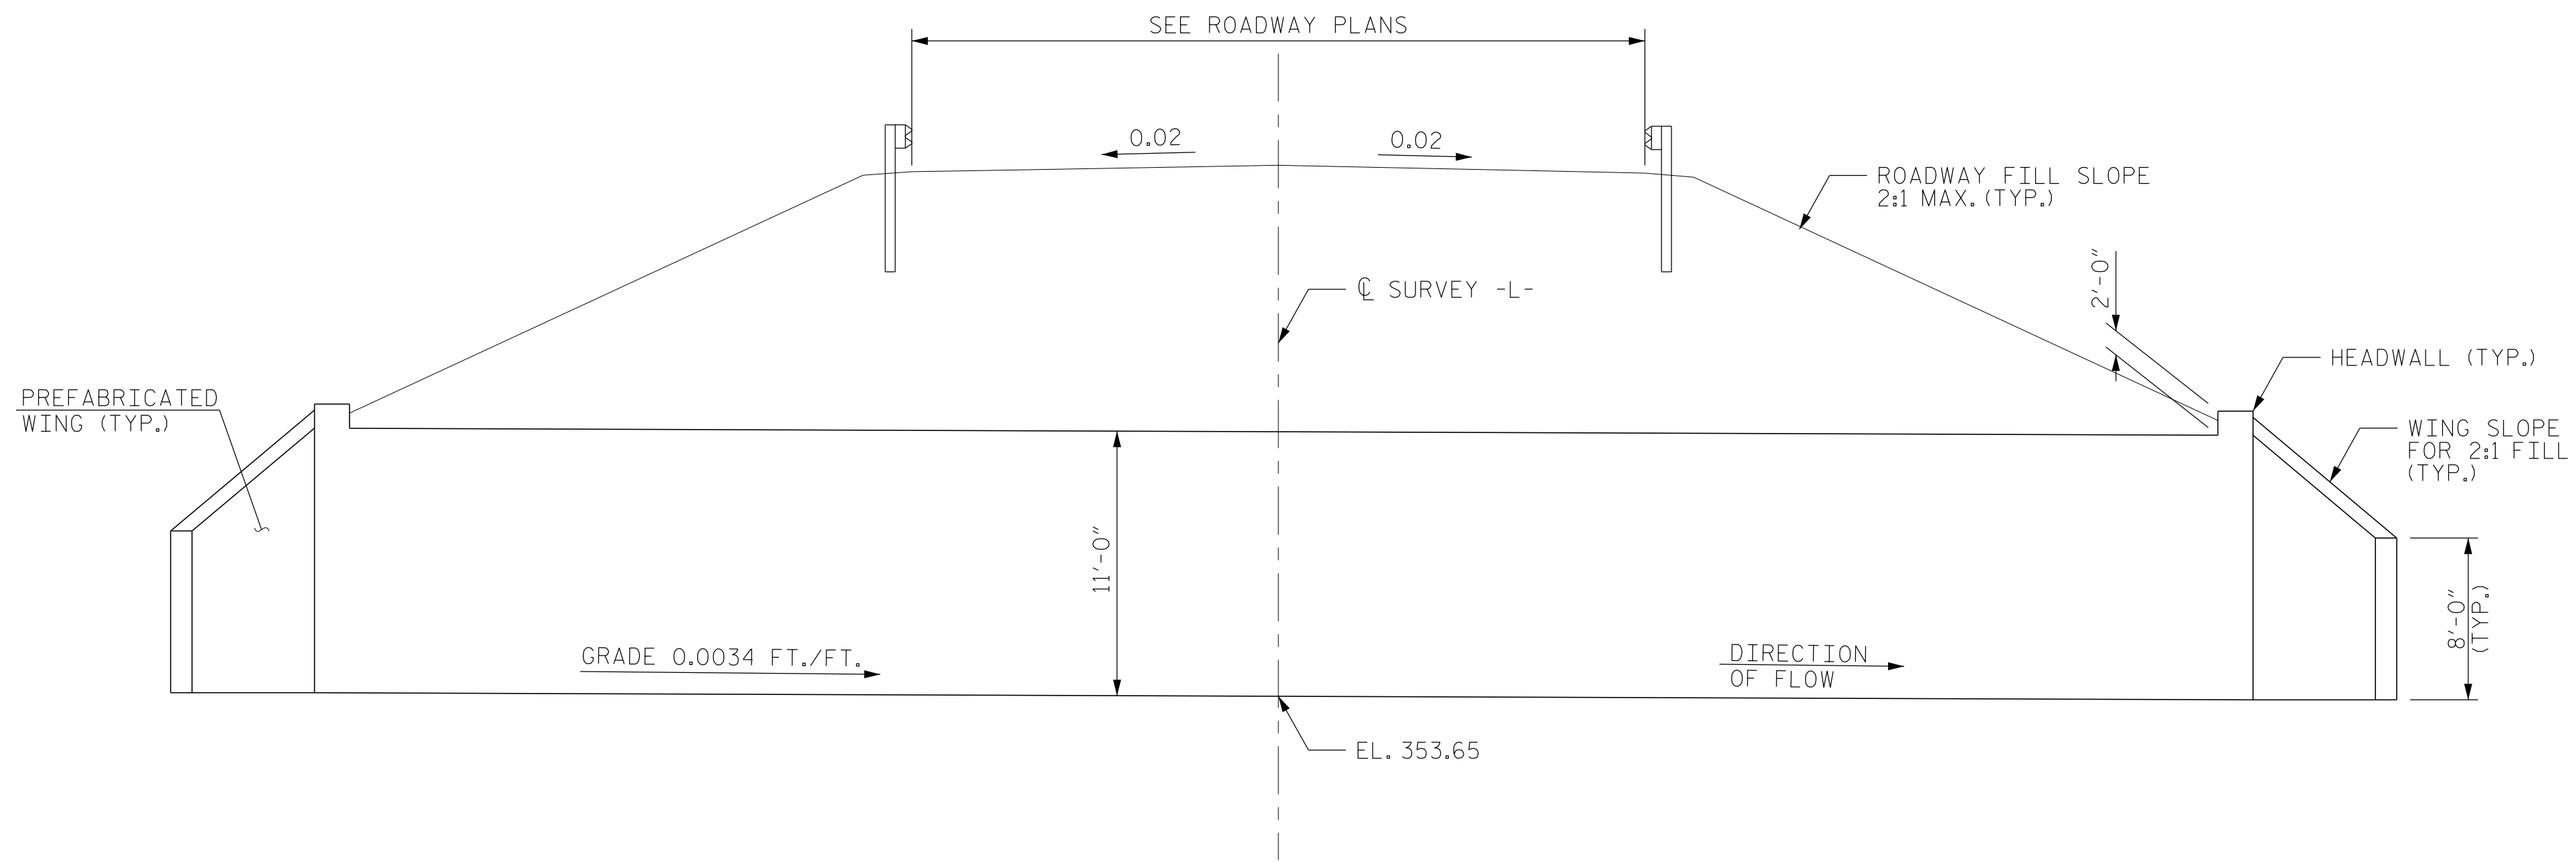 SEE ROADWAY PLANS
0.02
0.02
ROADWAY FILL SLOPE
2:1 MAX. (TYP.)
2'-0"
℄ SURVEY -L-
HEADWALL (TYP.)
PREFABRICATED
WING (TYP.)
WING SLOPE
FOR 2:1 FILL
(TYP.)
11'-0"
8'-0"
(TYP.)
GRADE 0.0034 FT./FT.
DIRECTION
OF FLOW
EL. 353.65